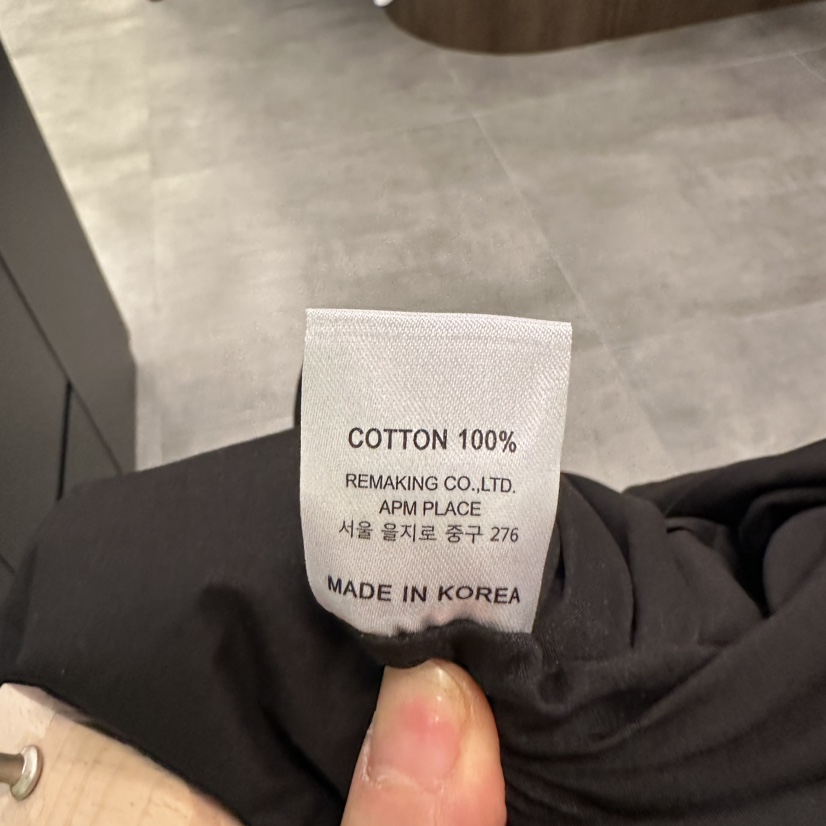 COTTON 100%
REMAKING CO.,LTD.
APM PLACE
서울 을지로 중구 276
MADE IN KOREA